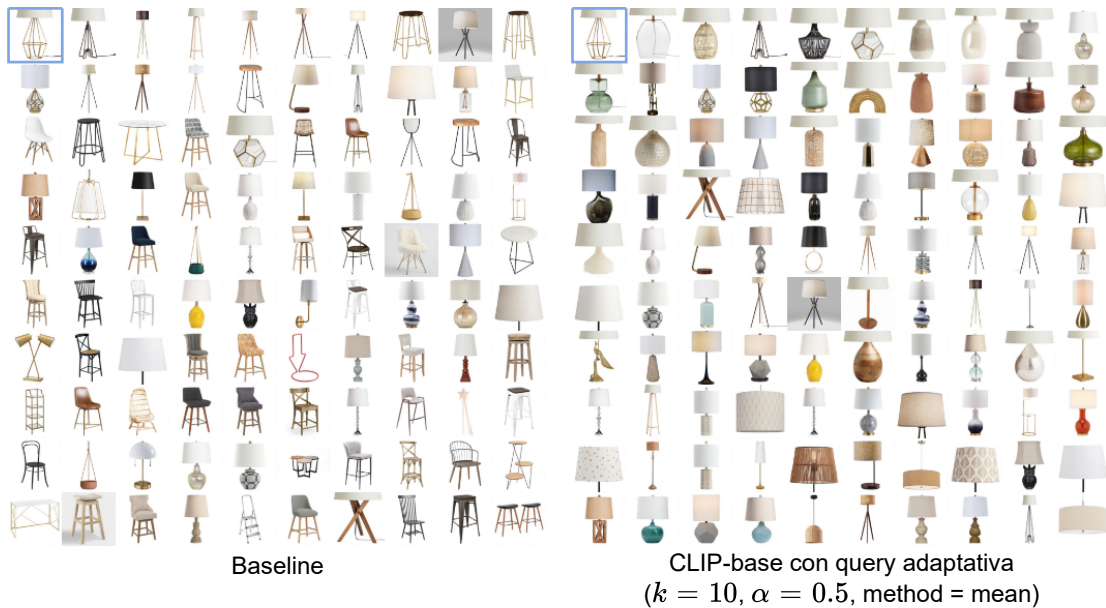 Baseline
CLIP-base con query adaptativa
(k = 10, α = 0.5, method = mean)